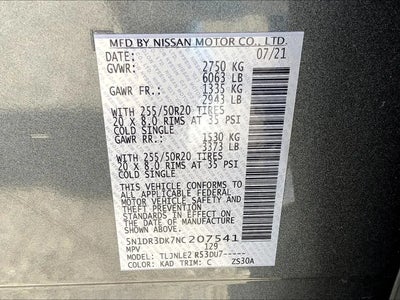 MFD BY NISSAN MOTOR CO., LTD.
DATE: 07/21
GVWR: 2750 KG
6063 LB
GAWR FR.: 1335 KG
2943 LB
WITH 255/50R20 TIRES
20 x 8.0 RIMS AT 35 PSI
COLD SINGLE
GAWR RR.: 1530 KG
3373 LB
WITH 255/50R20 TIRES
20 x 8.0 RIMS AT 35 PSI
COLD SINGLE
THIS VEHICLE CONFORMS TO
ALL APPLICABLE FEDERAL
MOTOR VEHICLE SAFETY
AND THEFT PREVENTION
STANDARDS IN EFFECT ON
THE DATE OF MANUFACTURE
SHOWN ABOVE.
5N1DR3DK7NC207541
MPV 129
MODEL: TLJNLE2 R53DU7-----
COLOR: KAD TRIM: C ZS30A